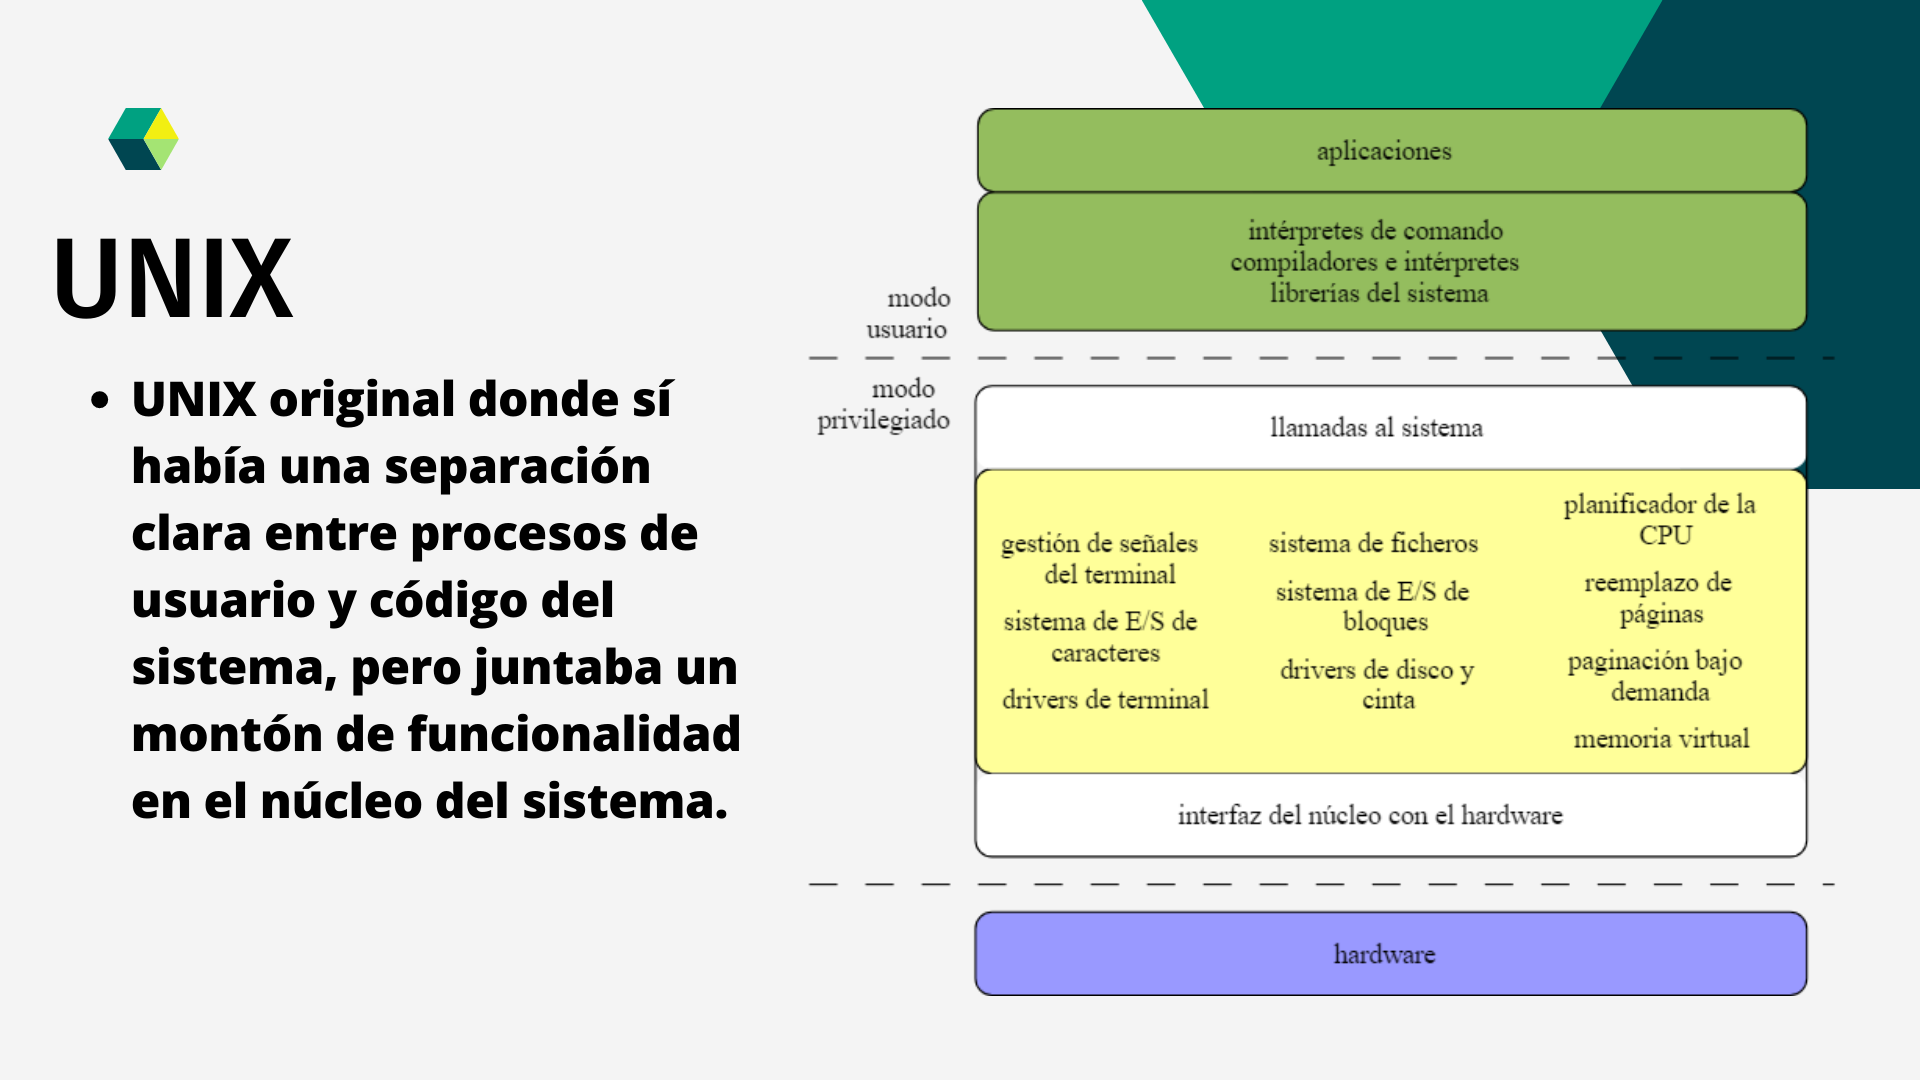 UNIX
• UNIX original donde sí
había una separación
clara entre procesos de
usuario y código del
sistema, pero juntaba un
montón de funcionalidad
en el núcleo del sistema.
aplicaciones
intérpretes de comando
compiladores e intérpretes
librerías del sistema
modo
usuario
modo
privilegiado
llamadas al sistema
gestión de señales
del terminal
sistema de E/S de
caracteres
drivers de terminal
sistema de ficheros
sistema de E/S de
bloques
drivers de disco y
cinta
planificador de la
CPU
reemplazo de
páginas
paginación bajo
demanda
memoria virtual
interfaz del núcleo con el hardware
hardware